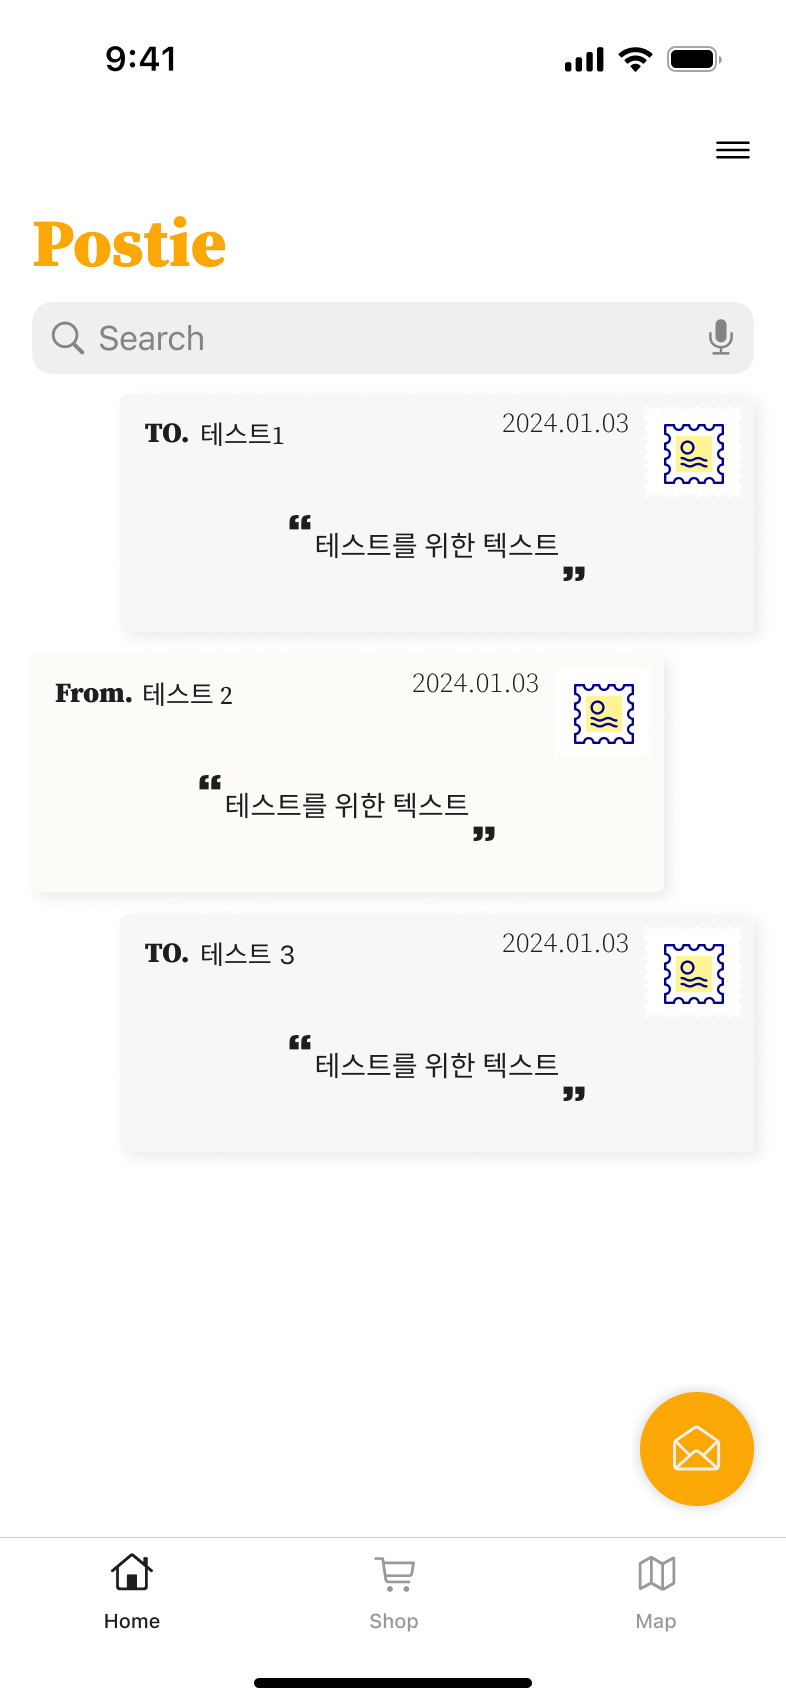 9:41
Postie
Search
TO. 테스트1 2024.01.03
“테스트를 위한 텍스트”
From. 테스트 2 2024.01.03
“테스트를 위한 텍스트”
TO. 테스트 3 2024.01.03
“테스트를 위한 텍스트”
Home Shop Map